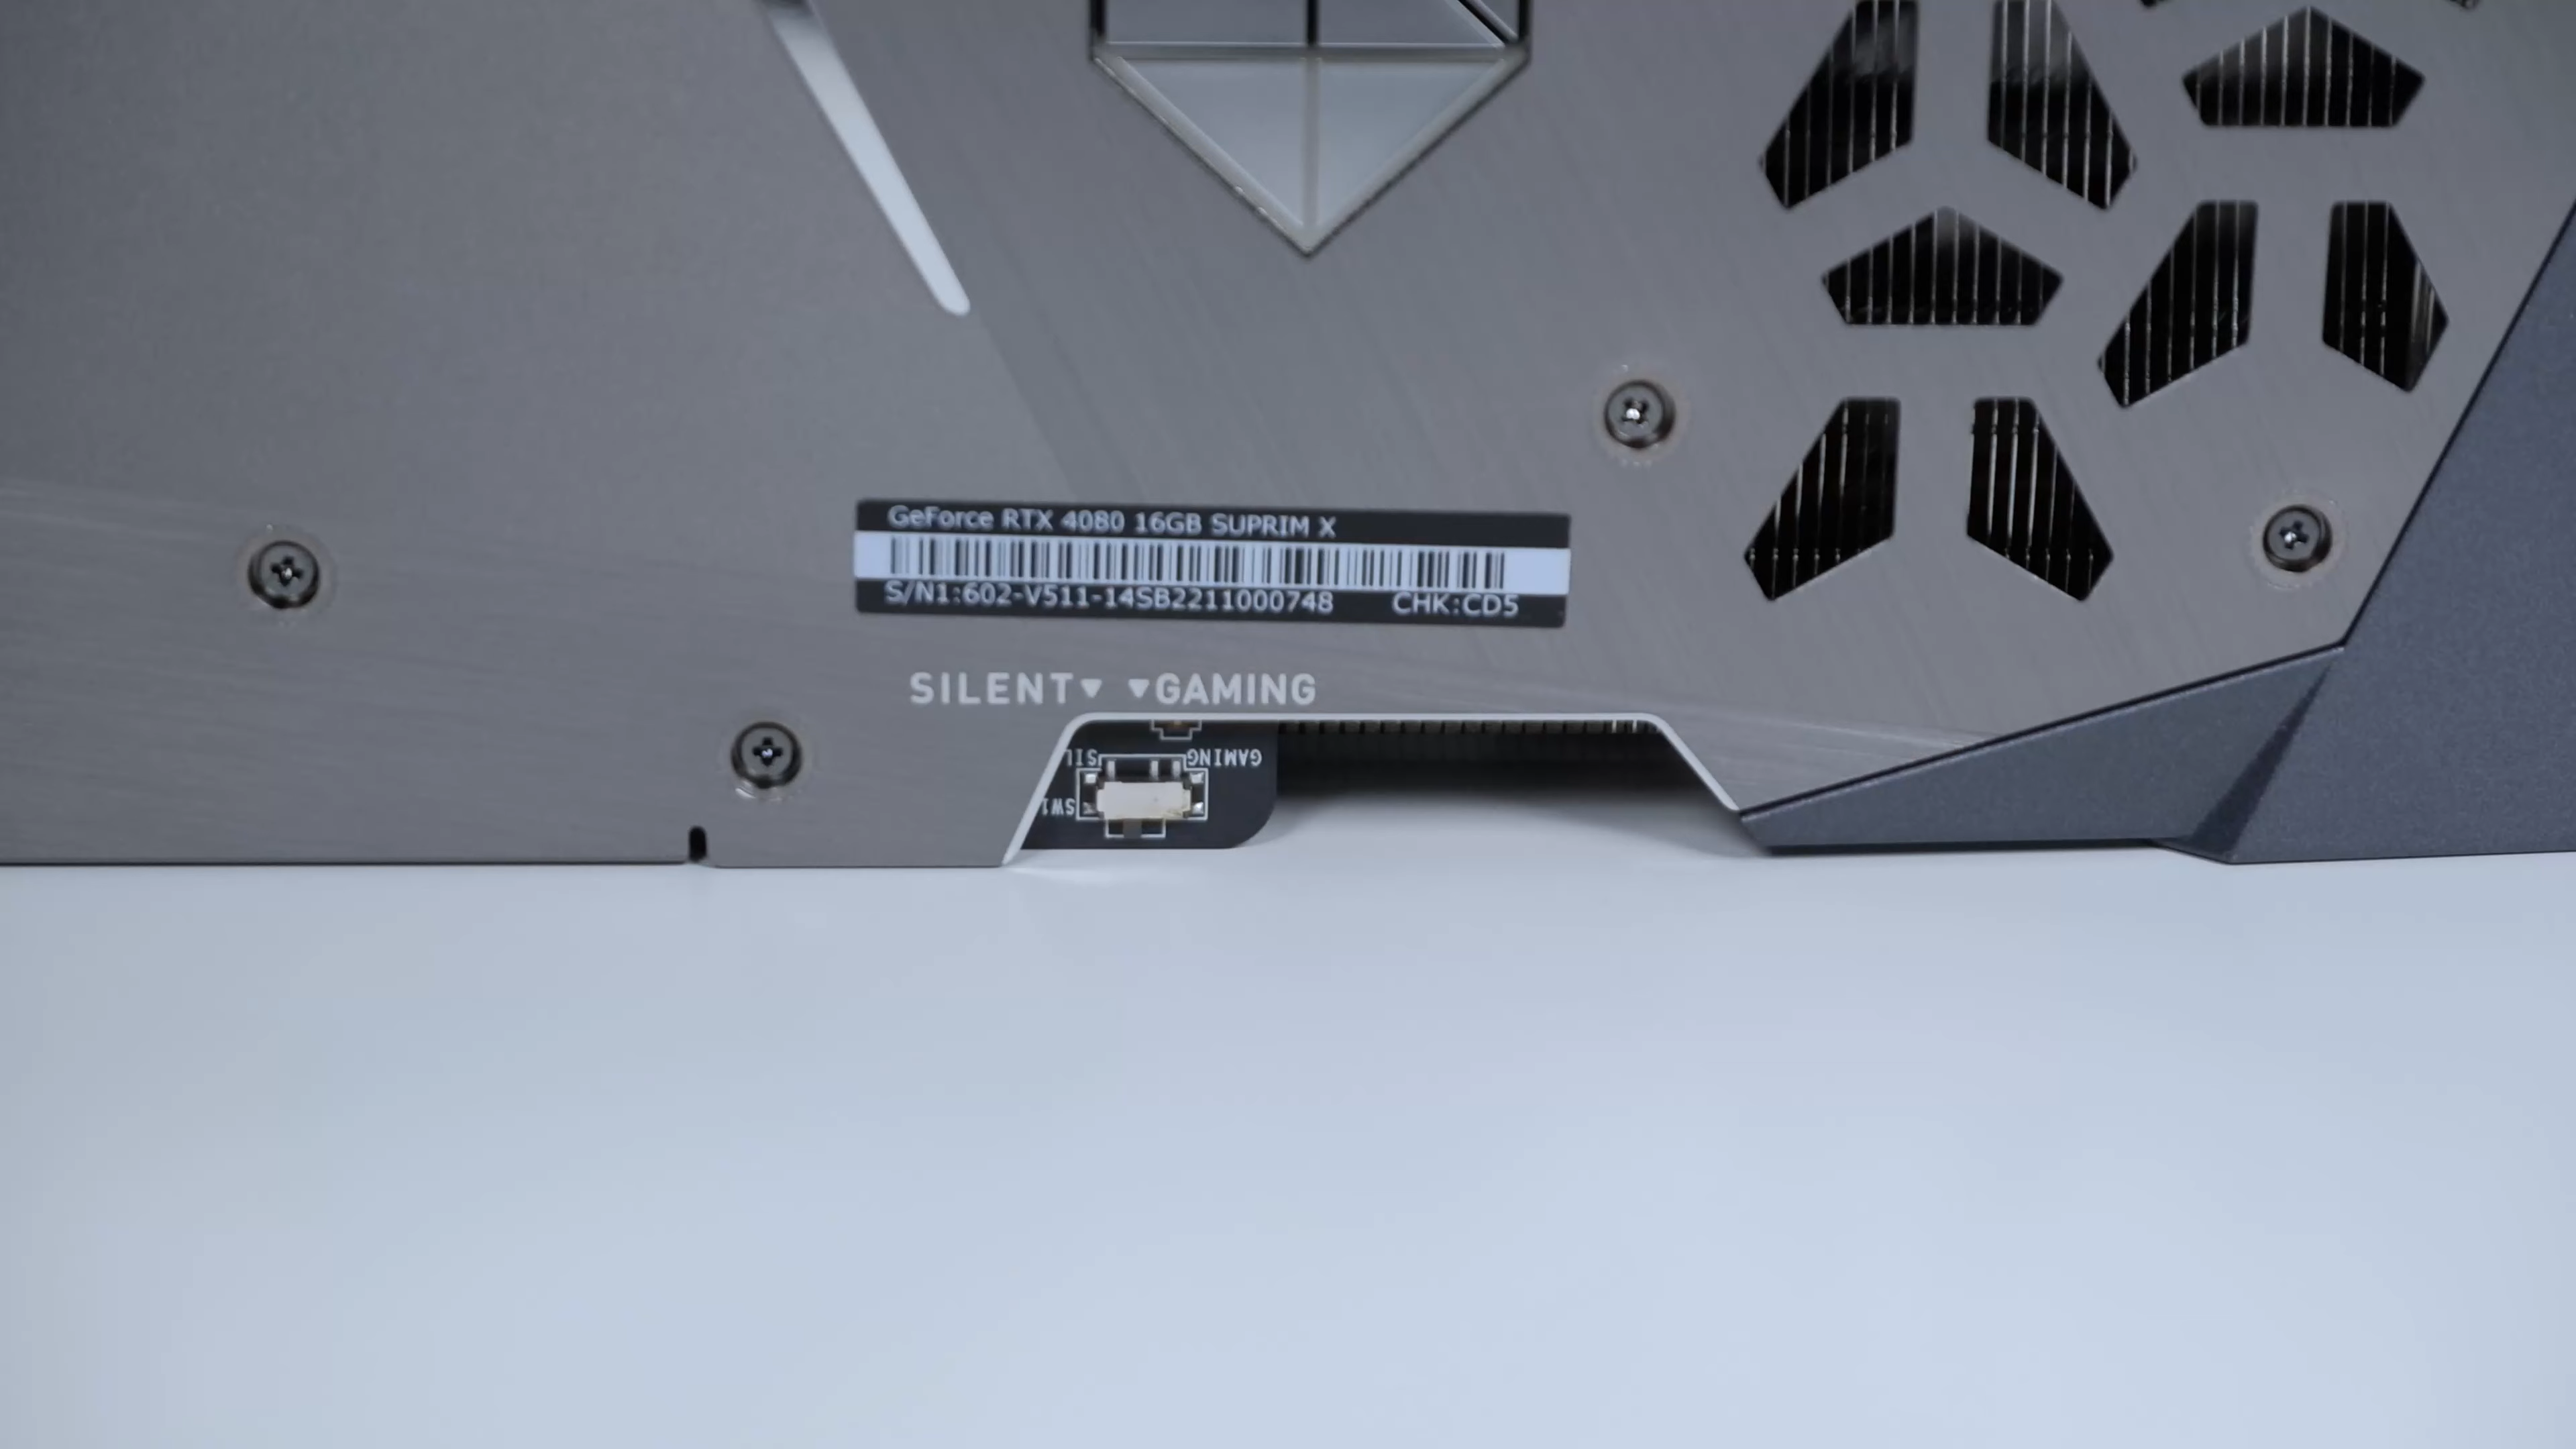 GeForce RTX 4080 16GB SUPRIM X
S/N1:602-V511-14SB2211000748 CHK:CD5
SILENT▼ ▼GAMING
SIL GAMING
SW1